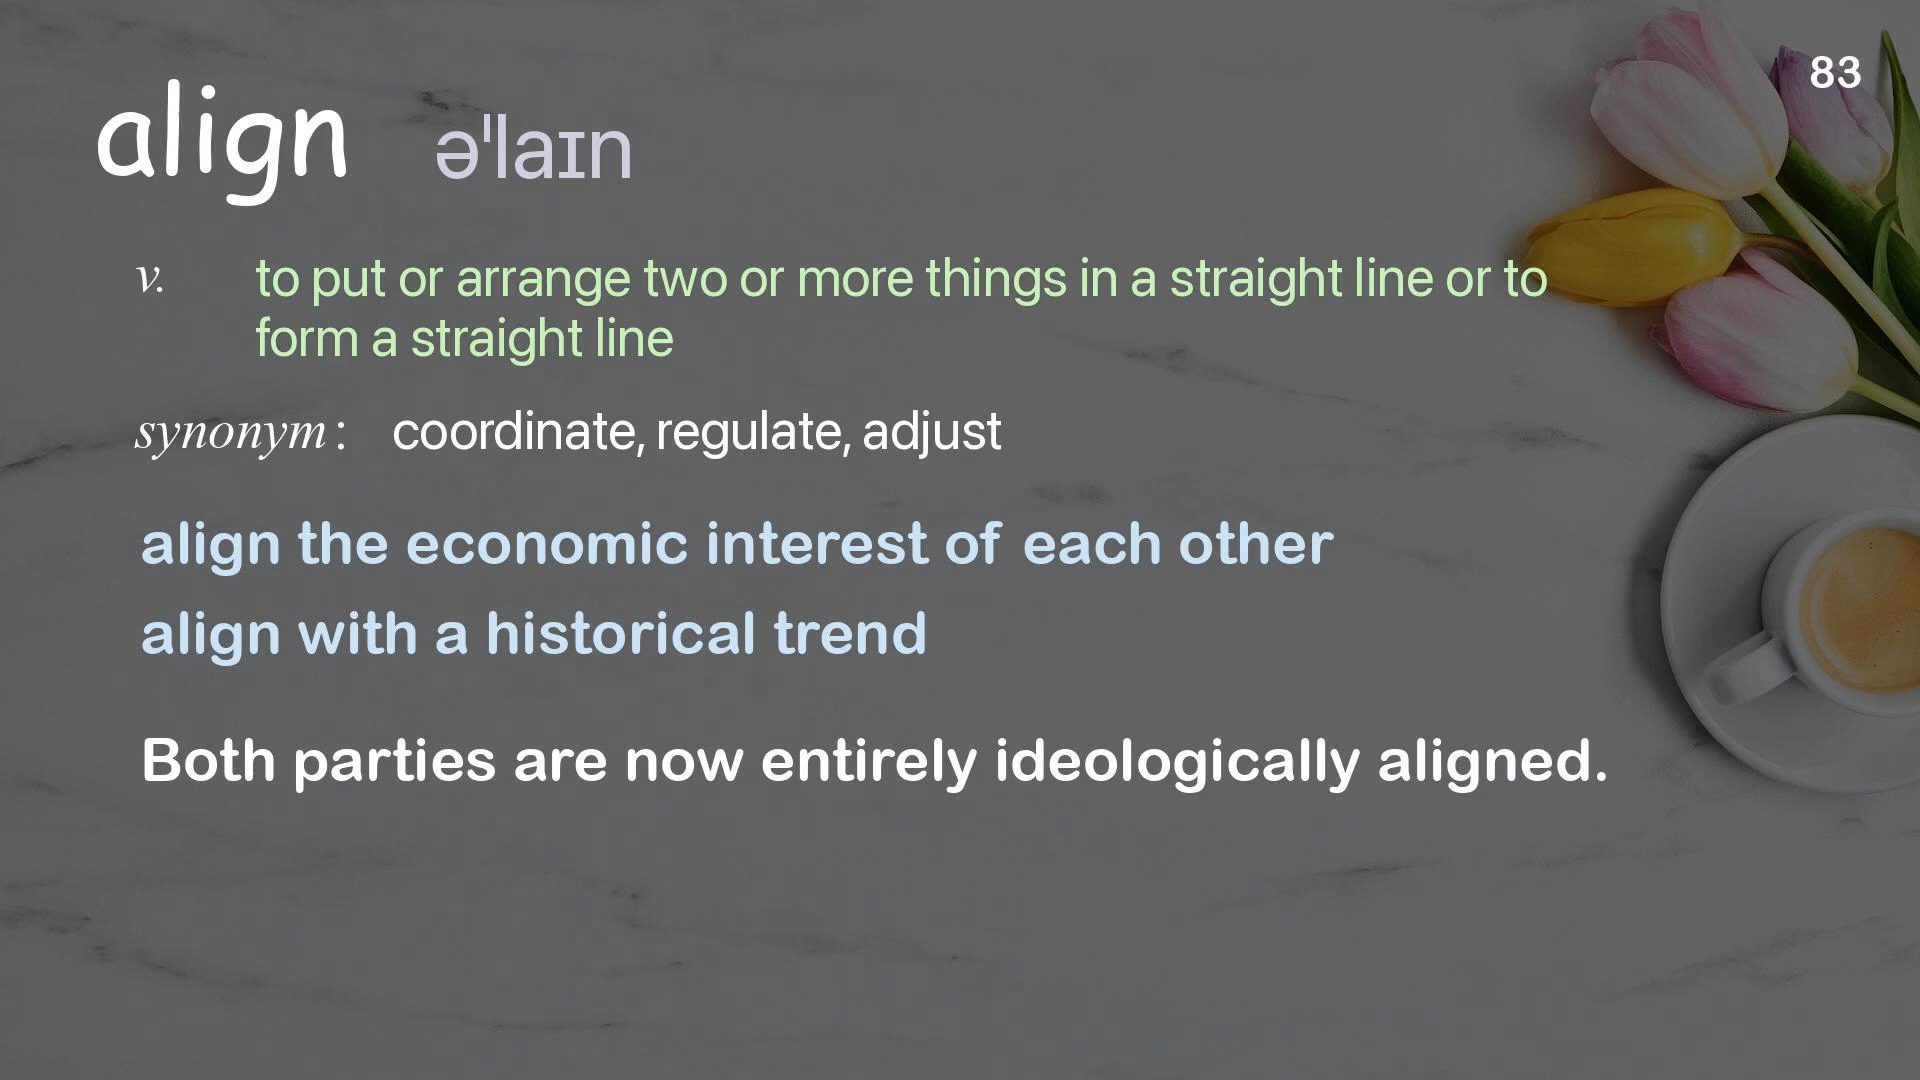 83
align əˈlaɪn
v. to put or arrange two or more things in a straight line or to
form a straight line
synonym : coordinate, regulate, adjust
align the economic interest of each other
align with a historical trend
Both parties are now entirely ideologically aligned.